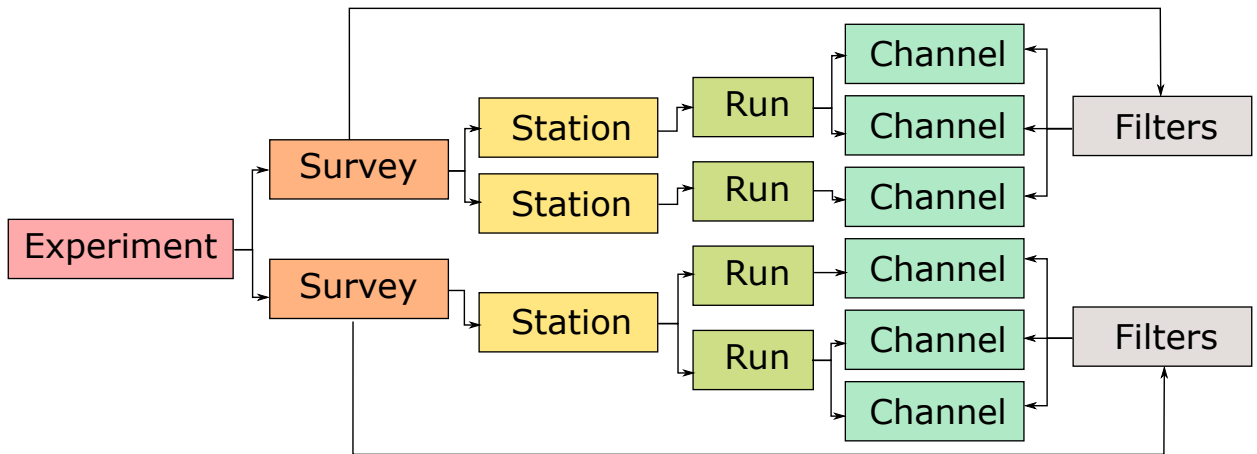 Experiment
Survey
Survey
Station
Station
Station
Run
Run
Run
Run
Channel
Channel
Channel
Channel
Channel
Channel
Filters
Filters